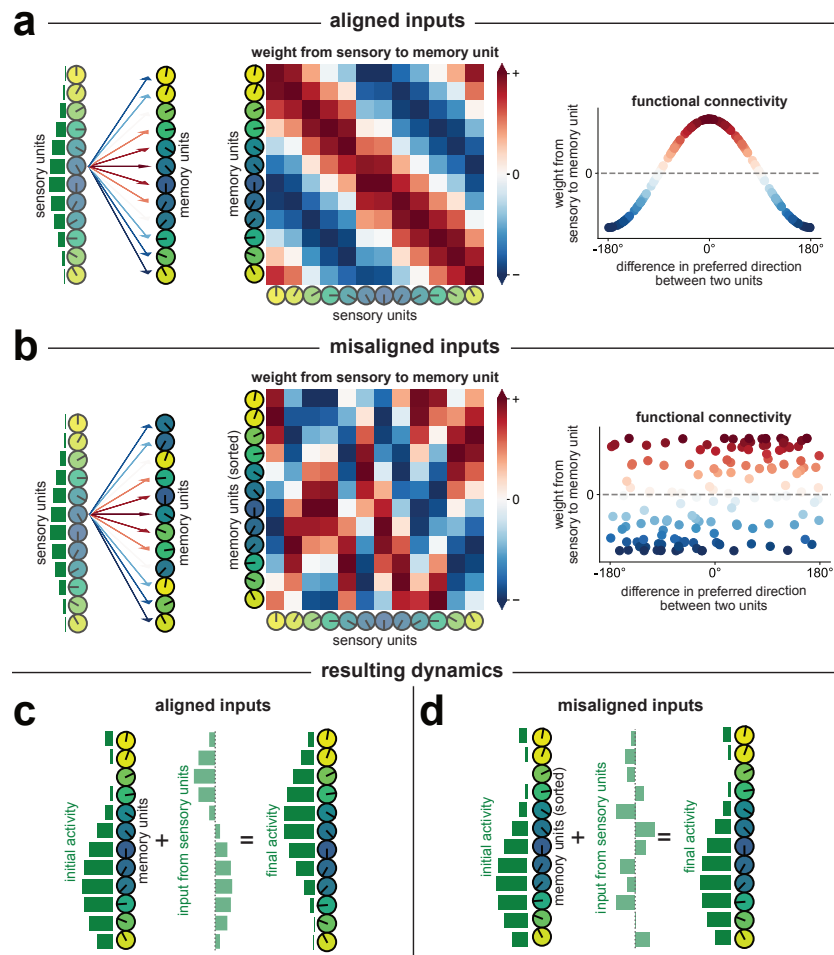 a
aligned inputs
sensory units
memory units
weight from sensory to memory unit
memory units
sensory units
+
0
−
functional connectivity
weight from
sensory to memory unit
0
-180° 0° 180°
difference in preferred direction
between two units
b
misaligned inputs
sensory units
memory units
weight from sensory to memory unit
memory units (sorted)
sensory units
+
0
−
functional connectivity
weight from
sensory to memory unit
0
-180° 0° 180°
difference in preferred direction
between two units
resulting dynamics
c
aligned inputs
initial activity
memory units
+
input from sensory units
=
final activity
d
misaligned inputs
initial activity
memory units (sorted)
+
input from sensory units
=
final activity